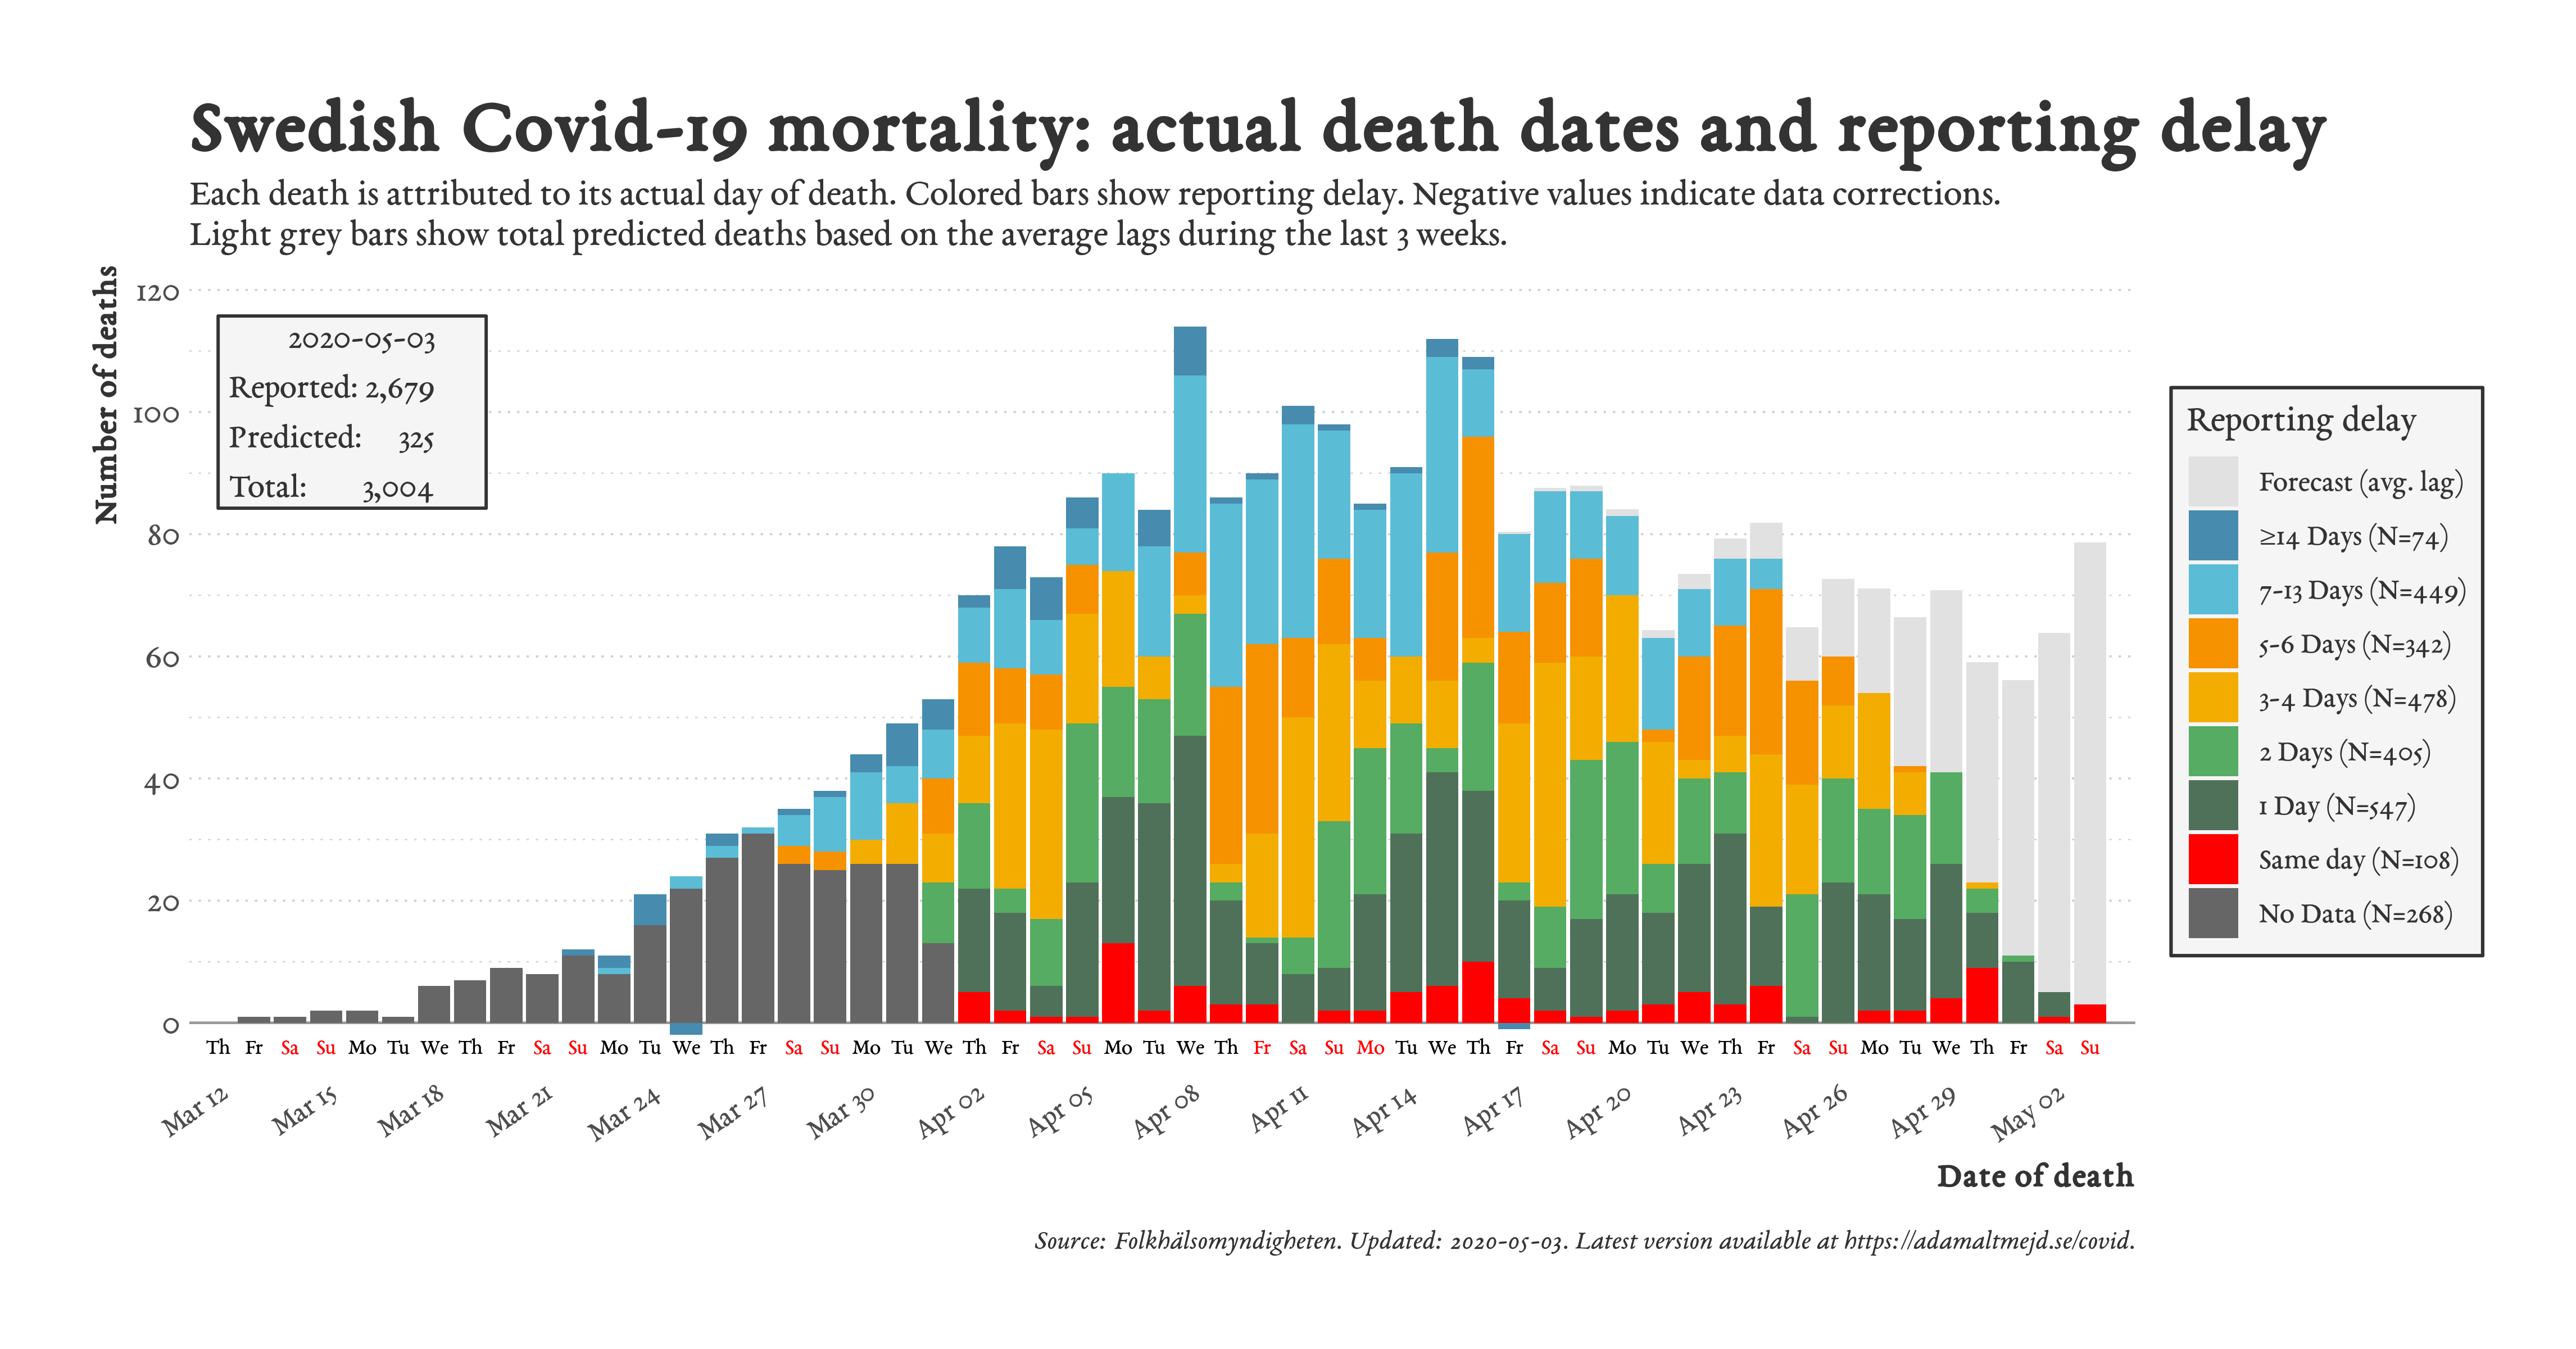 Swedish Covid-19 mortality: actual death dates and reporting delay
Each death is attributed to its actual day of death. Colored bars show reporting delay. Negative values indicate data corrections.
Light grey bars show total predicted deaths based on the average lags during the last 3 weeks.
Number of deaths
120
100
80
60
40
20
0
2020-05-03
Reported: 2,679
Predicted: 325
Total: 3,004
Reporting delay
Forecast (avg. lag)
≥14 Days (N=74)
7-13 Days (N=449)
5-6 Days (N=342)
3-4 Days (N=478)
2 Days (N=405)
1 Day (N=547)
Same day (N=108)
No Data (N=268)
Th Fr Sa Su Mo Tu We Th Fr Sa Su Mo Tu We Th Fr Sa Su Mo Tu We Th Fr Sa Su Mo Tu We Th Fr Sa Su Mo Tu We Th Fr Sa Su Mo Tu We Th Fr Sa Su Mo Tu We Th Fr Sa Su
Mar 12 Mar 15 Mar 18 Mar 21 Mar 24 Mar 27 Mar 30 Apr 02 Apr 05 Apr 08 Apr 11 Apr 14 Apr 17 Apr 20 Apr 23 Apr 26 Apr 29 May 02
Date of death
Source: Folkhälsomyndigheten. Updated: 2020-05-03. Latest version available at https://adamaltmejd.se/covid.